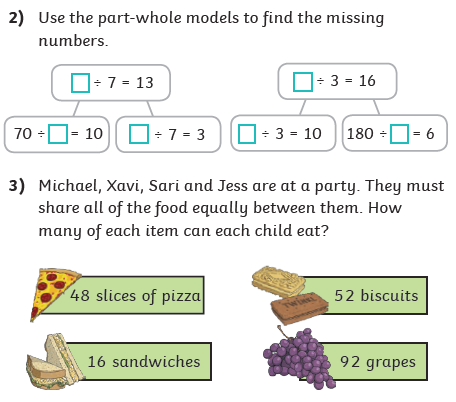 2) Use the part-whole models to find the missing
numbers.
÷ 7 = 13
÷ 3 = 16
70 ÷ = 10
÷ 7 = 3
÷ 3 = 10
180 ÷ = 6
3) Michael, Xavi, Sari and Jess are at a party. They must
share all of the food equally between them. How
many of each item can each child eat?
48 slices of pizza
52 biscuits
16 sandwiches
92 grapes